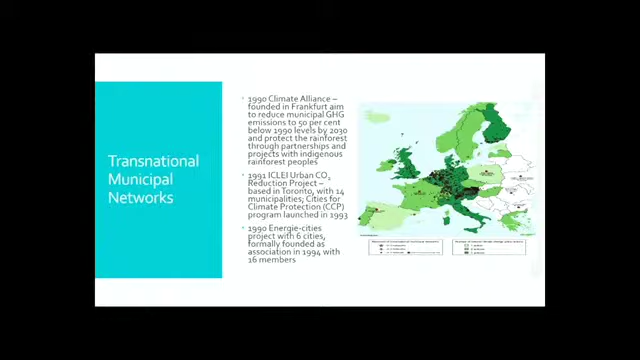 Transnational
Municipal
Networks
• 1990 Climate Alliance –
founded in Frankfurt aim
to reduce municipal GHG
emissions to 50 per cent
below 1990 levels by 2030
and protect the rainforest
through partnerships and
projects with indigenous
rainforest peoples
• 1991 ICLEI Urban CO₂
Reduction Project –
based in Toronto, with 14
municipalities; Cities for
Climate Protection (CCP)
program launched in 1993
• 1990 Energie-cities
project with 6 cities,
formally founded as
association in 1994 with
16 members